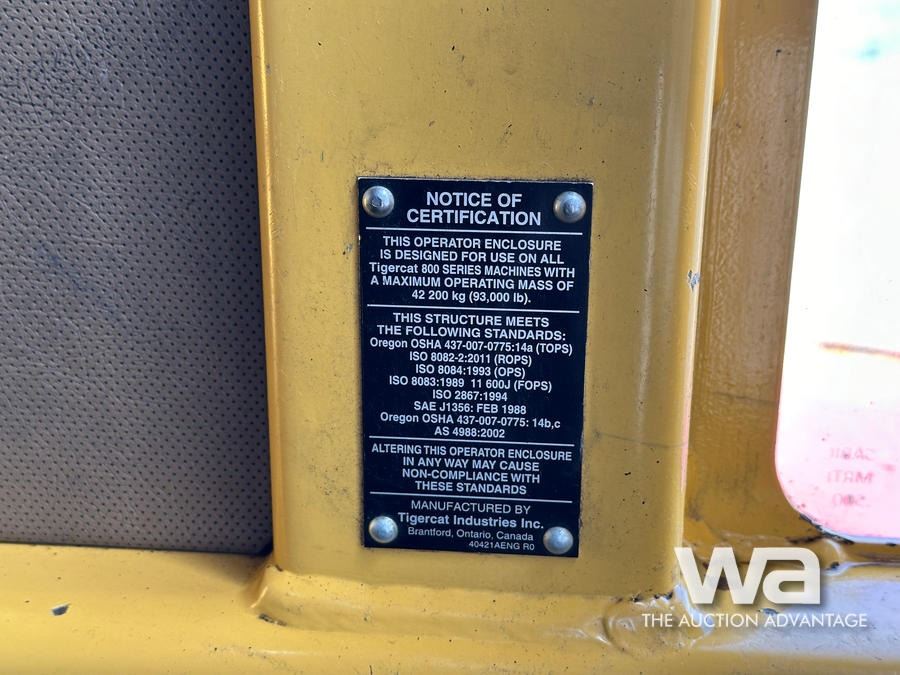 NOTICE OF
CERTIFICATION
THIS OPERATOR ENCLOSURE
IS DESIGNED FOR USE ON ALL
Tigercat 800 SERIES MACHINES WITH
A MAXIMUM OPERATING MASS OF
42 200 kg (93,000 lb).
THIS STRUCTURE MEETS
THE FOLLOWING STANDARDS:
Oregon OSHA 437-007-0775:14a (TOPS)
ISO 8082-2:2011 (ROPS)
ISO 8084:1993 (OPS)
ISO 8083:1989 11 600J (FOPS)
ISO 2867:1994
SAE J1356: FEB 1988
Oregon OSHA 437-007-0775: 14b,c
AS 4988:2002
ALTERING THIS OPERATOR ENCLOSURE
IN ANY WAY MAY CAUSE
NON-COMPLIANCE WITH
THESE STANDARDS
MANUFACTURED BY
Tigercat Industries Inc.
Brantford, Ontario, Canada
40421AENG R0
wa
THE AUCTION ADVANTAGE